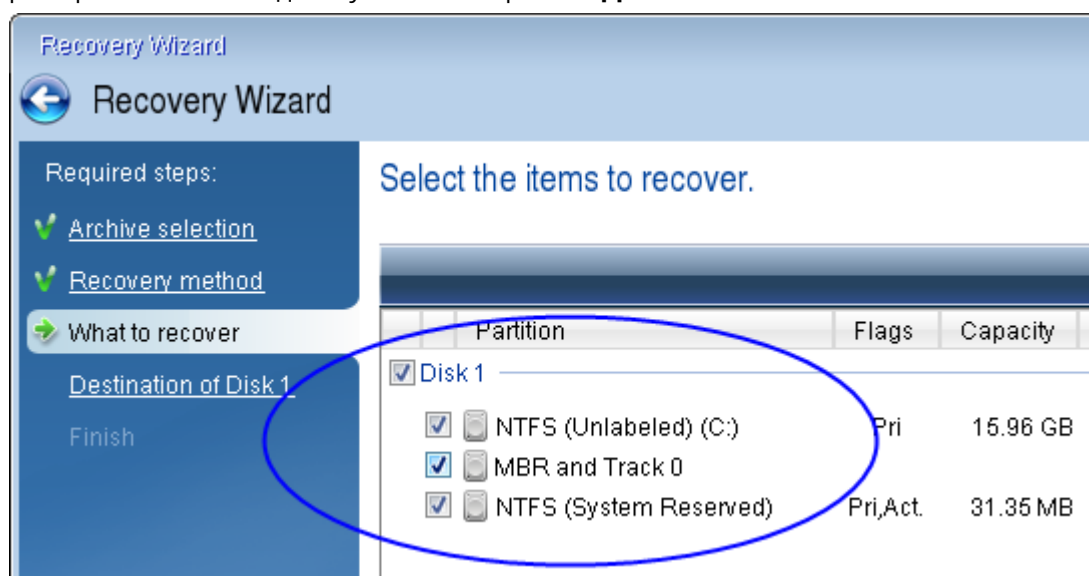 Recovery Wizard
Recovery Wizard
Required steps:
Archive selection
Recovery method
What to recover
Destination of Disk 1
Finish
Select the items to recover.
Partition Flags Capacity
Disk 1
NTFS (Unlabeled) (C:) Pri 15.96 GB
MBR and Track 0
NTFS (System Reserved) Pri,Act. 31.35 MB